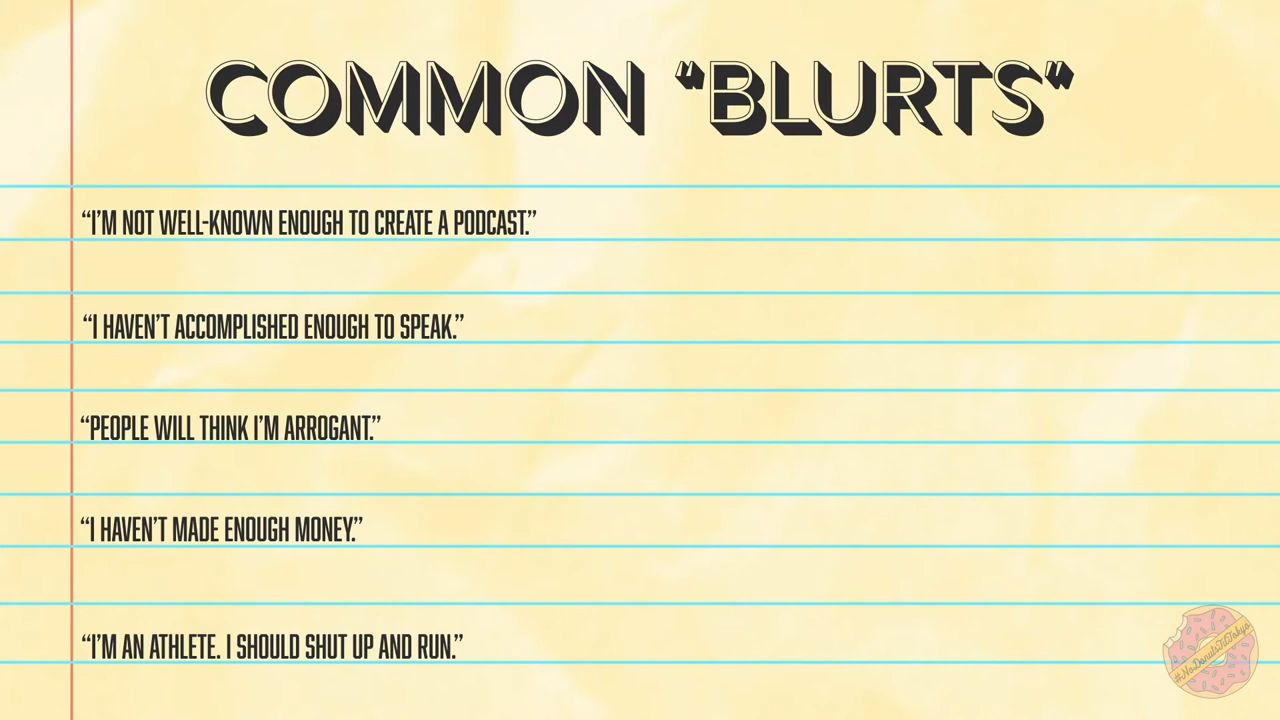 COMMON “BLURTS”
“I’M NOT WELL-KNOWN ENOUGH TO CREATE A PODCAST.”
“I HAVEN’T ACCOMPLISHED ENOUGH TO SPEAK.”
“PEOPLE WILL THINK I’M ARROGANT.”
“I HAVEN’T MADE ENOUGH MONEY.”
“I’M AN ATHLETE. I SHOULD SHUT UP AND RUN.”
#NoDonutsTilTokyo